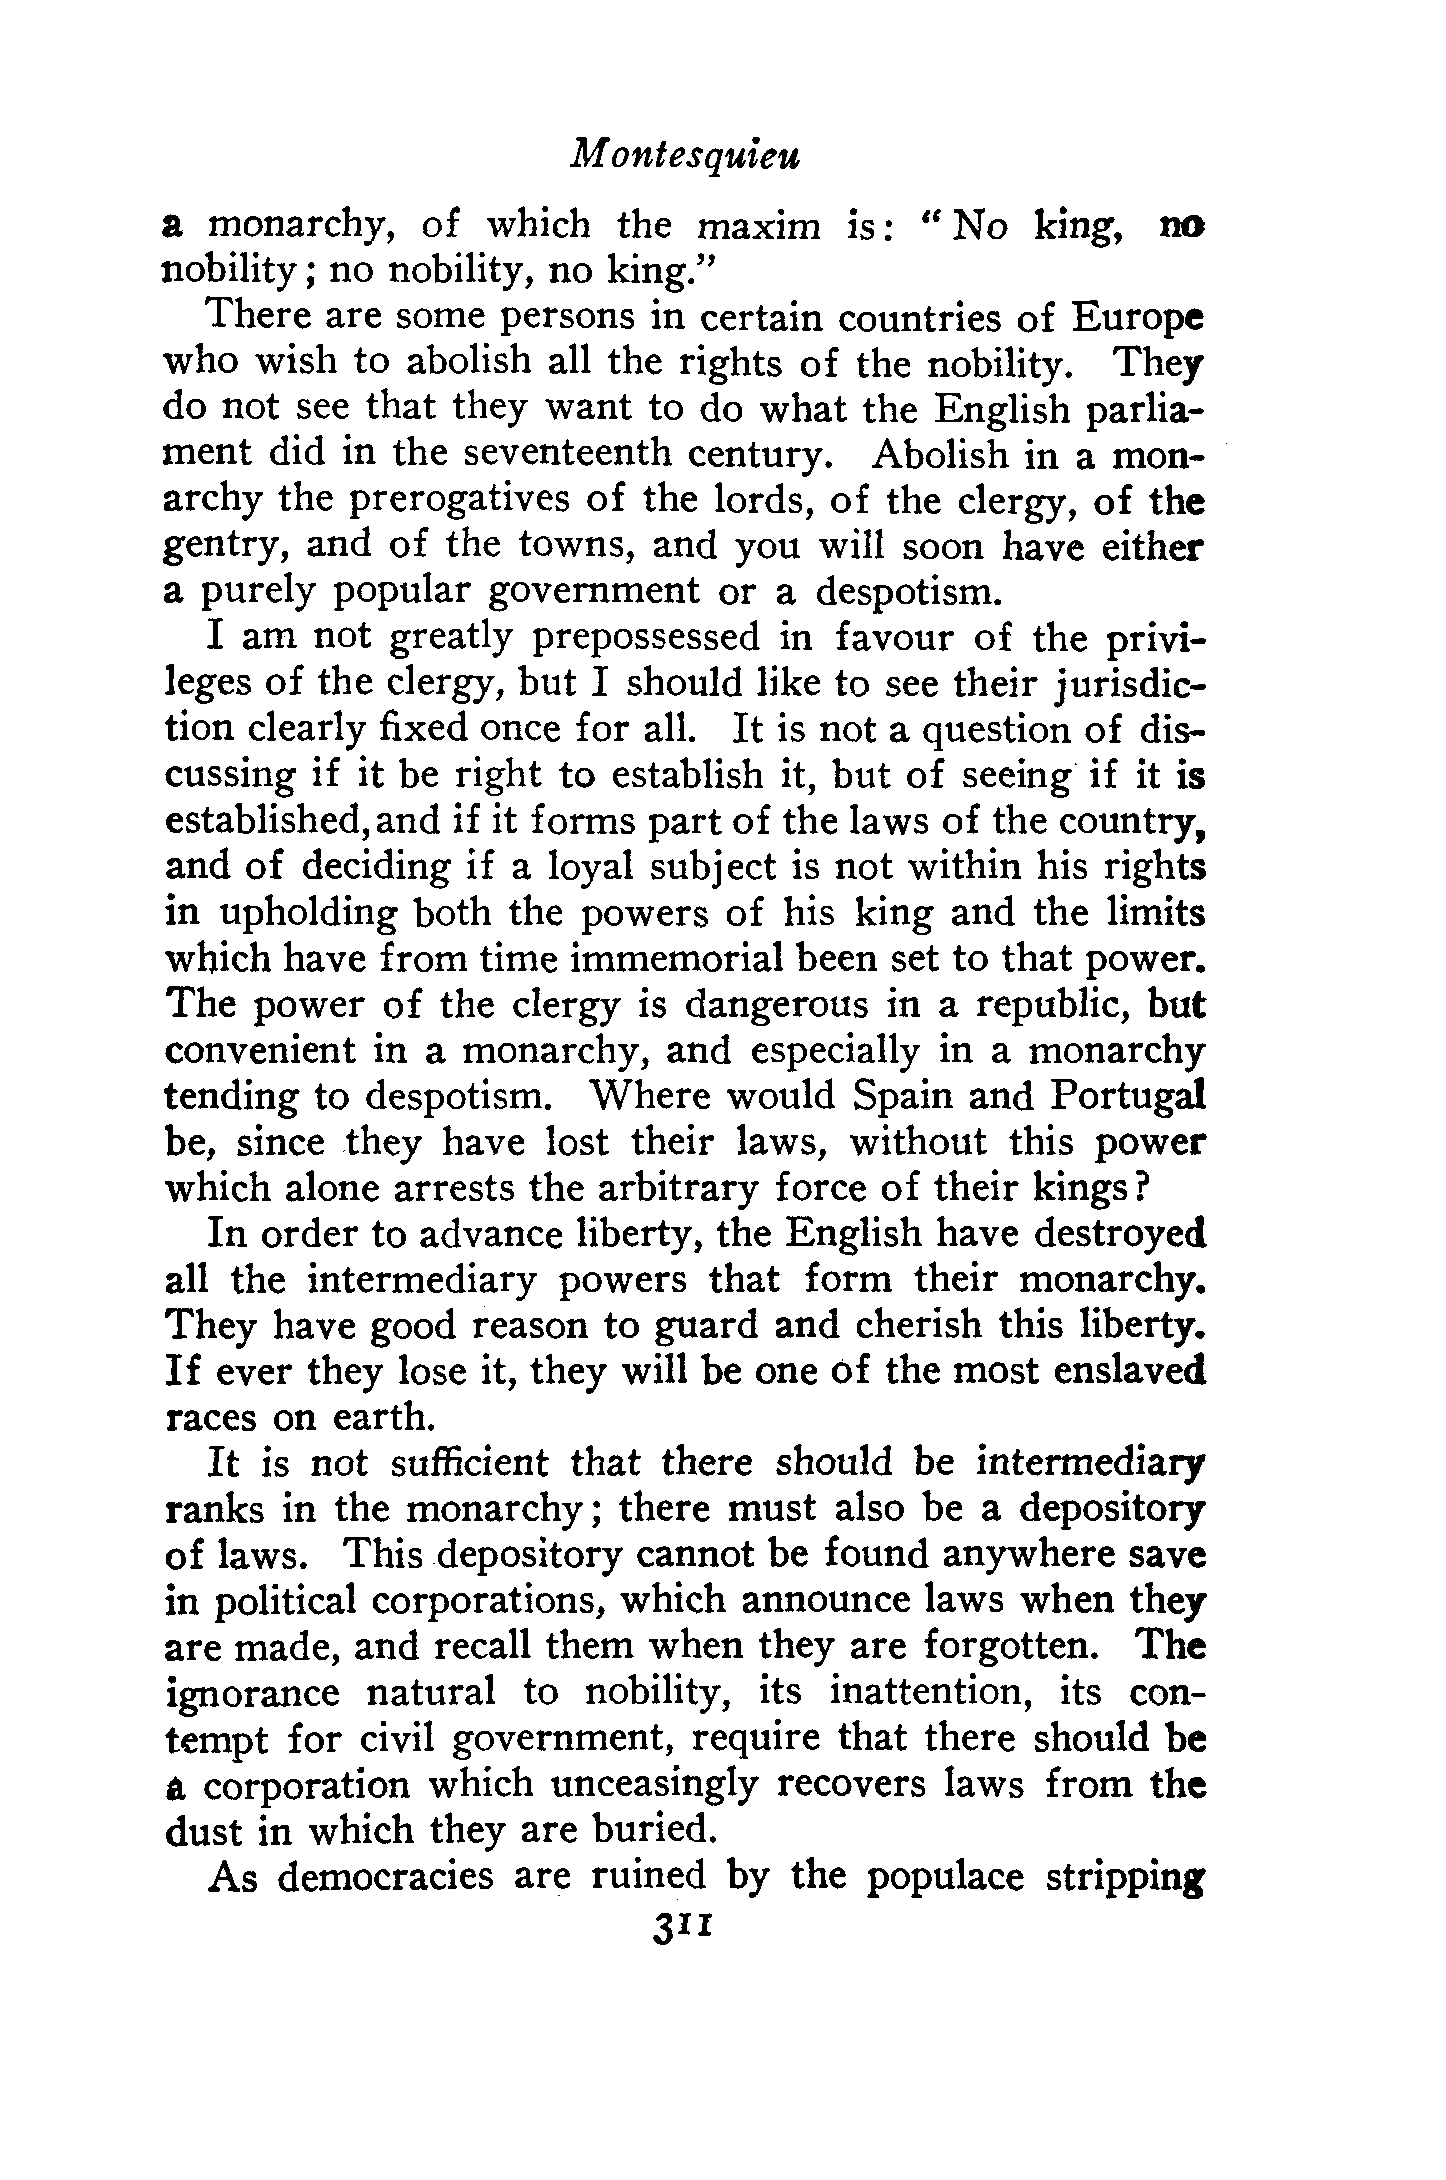 Montesquieu
a monarchy, of which the maxim is: “No king, no
nobility; no nobility, no king.”
There are some persons in certain countries of Europe
who wish to abolish all the rights of the nobility. They
do not see that they want to do what the English parlia-
ment did in the seventeenth century. Abolish in a mon-
archy the prerogatives of the lords, of the clergy, of the
gentry, and of the towns, and you will soon have either
a purely popular government or a despotism.
I am not greatly prepossessed in favour of the privi-
leges of the clergy, but I should like to see their jurisdic-
tion clearly fixed once for all. It is not a question of dis-
cussing if it be right to establish it, but of seeing if it is
established, and if it forms part of the laws of the country,
and of deciding if a loyal subject is not within his rights
in upholding both the powers of his king and the limits
which have from time immemorial been set to that power.
The power of the clergy is dangerous in a republic, but
convenient in a monarchy, and especially in a monarchy
tending to despotism. Where would Spain and Portugal
be, since they have lost their laws, without this power
which alone arrests the arbitrary force of their kings?
In order to advance liberty, the English have destroyed
all the intermediary powers that form their monarchy.
They have good reason to guard and cherish this liberty.
If ever they lose it, they will be one of the most enslaved
races on earth.
It is not sufficient that there should be intermediary
ranks in the monarchy; there must also be a depository
of laws. This depository cannot be found anywhere save
in political corporations, which announce laws when they
are made, and recall them when they are forgotten. The
ignorance natural to nobility, its inattention, its con-
tempt for civil government, require that there should be
a corporation which unceasingly recovers laws from the
dust in which they are buried.
As democracies are ruined by the populace stripping
311